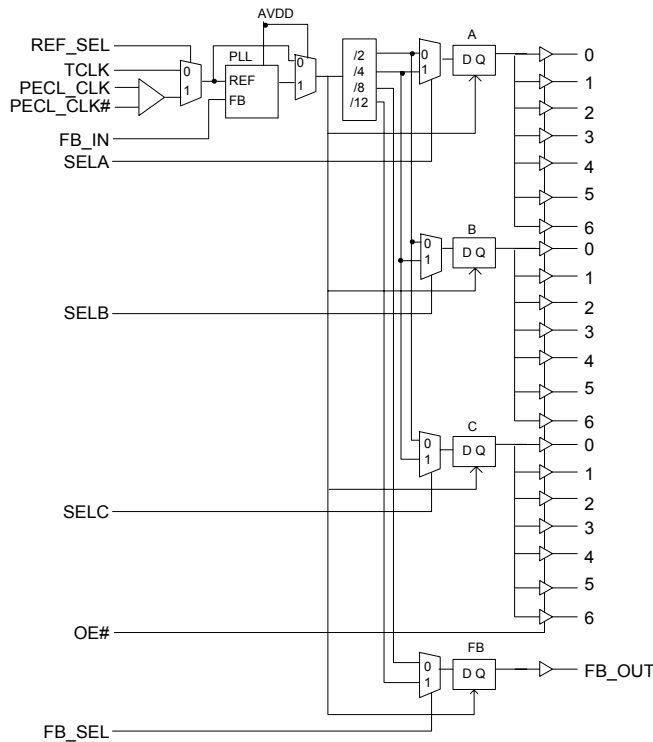 AVDD
REF_SEL
TCLK
PECL_CLK
PECL_CLK#
FB_IN
SELA
0
1
PLL
REF
FB
0
1
/2
/4
/8
/12
0
1
A
D Q
0
1
2
3
4
5
6
SELB
0
1
B
D Q
0
1
2
3
4
5
6
SELC
0
1
C
D Q
0
1
2
3
4
5
6
OE#
0
1
FB
D Q
FB_OUT
FB_SEL